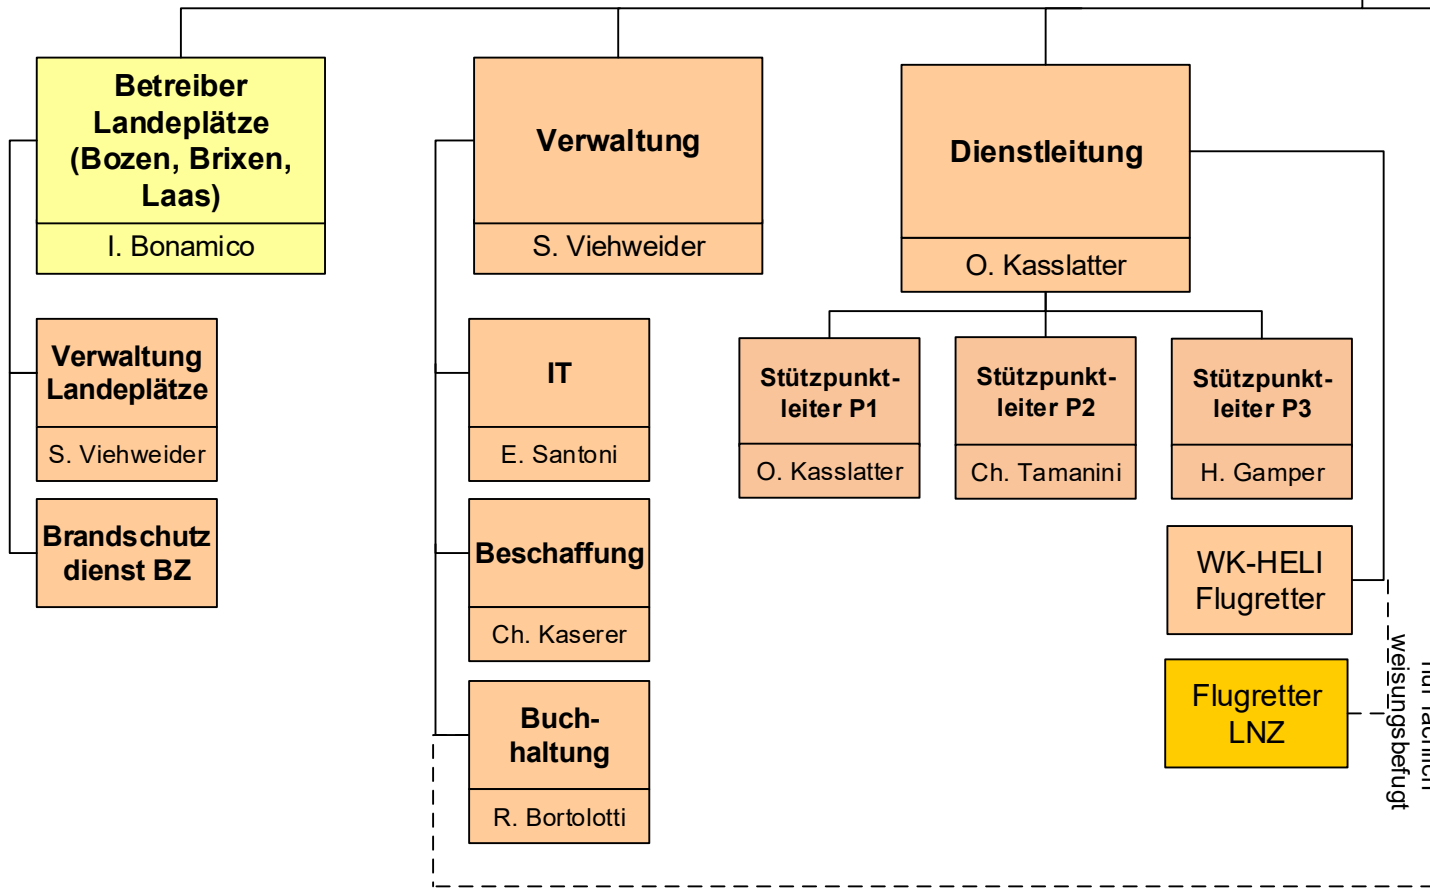 Betreiber
Landeplätze
(Bozen, Brixen,
Laas)
I. Bonamico
Verwaltung
S. Viehweider
Dienstleitung
O. Kasslatter
Verwaltung
Landeplätze
S. Viehweider
Brandschutz
dienst BZ
IT
E. Santoni
Beschaffung
Ch. Kaserer
Buch-
haltung
R. Bortolotti
Stützpunkt-
leiter P1
O. Kasslatter
Stützpunkt-
leiter P2
Ch. Tamanini
Stützpunkt-
leiter P3
H. Gamper
WK-HELI
Flugretter
Flugretter
LNZ
nur fachlich
weisungsbefugt